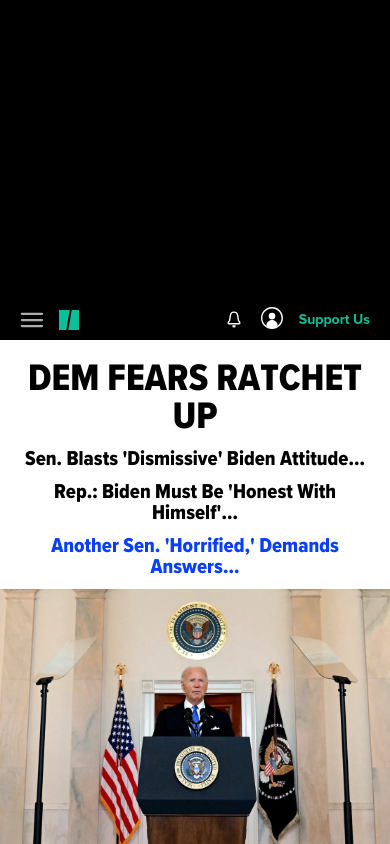 Support Us
DEM FEARS RATCHET
UP
Sen. Blasts 'Dismissive' Biden Attitude...
Rep.: Biden Must Be 'Honest With
Himself'...
Another Sen. 'Horrified,' Demands
Answers...